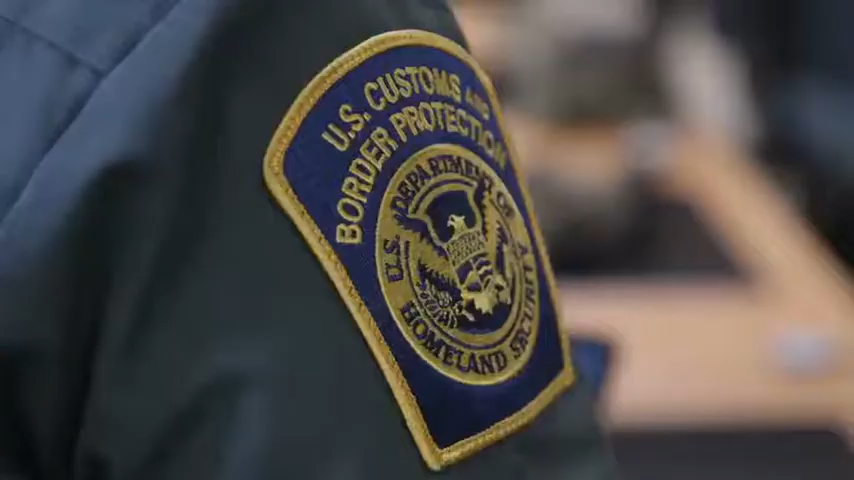 U.S. CUSTOMS AND
BORDER PROTECTION
U.S. DEPARTMENT OF
HOMELAND SECURITY